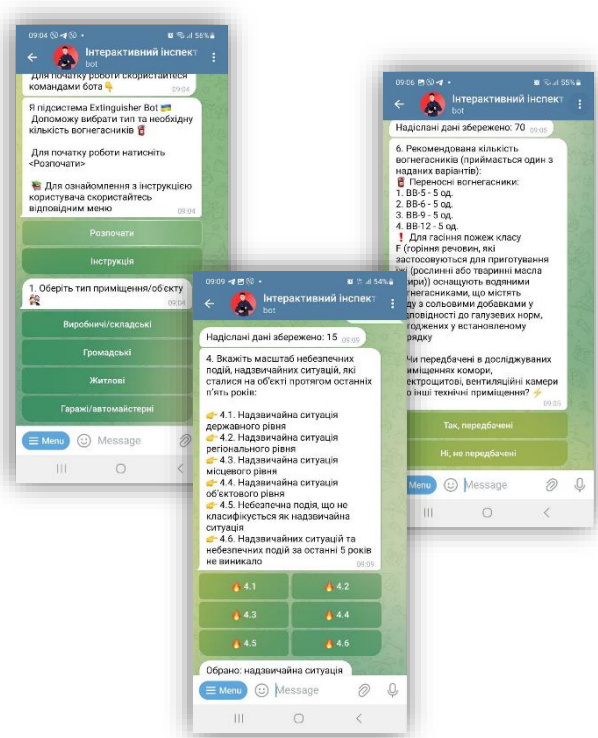 09:04
56%
Інтерактивний інспект
bot
Для початку роботи скористайтеся
командами бота
09:04
Я підсистема Extinguisher Bot
Допоможу вибрати тип та необхідну
кількість вогнегасників
Для початку роботи натисніть
<Розпочати>
Для ознайомлення з інструкцією
користувача скористайтесь
відповідним меню
09:04
Розпочати
Інструкція
1. Оберіть тип приміщення/об'єкту
09:04
Виробничі/складські
Громадські
Житлові
Гаражі/автомайстерні
Menu
Message
09:09
54%
Інтерактивний інспект
bot
Надіслані дані збережено: 15
09:09
4. Вкажіть масштаб небезпечних
подій, надзвичайних ситуацій, які
сталися на об'єкті протягом останніх
п'ять років:
4.1. Надзвичайна ситуація
державного рівня
4.2. Надзвичайна ситуація
регіонального рівня
4.3. Надзвичайна ситуація
місцевого рівня
4.4. Надзвичайна ситуація
об'єктового рівня
4.5. Небезпечна подія, що не
класифікується як надзвичайна
ситуація
4.6. Надзвичайних ситуацій та
небезпечних подій за останні 5 років
не виникало
09:09
4.1
4.2
4.3
4.4
4.5
4.6
Обрано: надзвичайна ситуація
Menu
Message
09:06
55%
Інтерактивний інспект
bot
Надіслані дані збережено: 70
09:05
6. Рекомендована кількість
вогнегасників (приймається один з
наданих варіантів):
Переносні вогнегасники:
1. ВВ-5 - 5 од.
2. ВВ-6 - 5 од.
3. ВВ-9 - 5 од.
4. ВВ-12 - 5 од.
Для гасіння пожеж класу
F (горіння речовин, які
застосовуються для приготування
(рослинні або тваринні масла
оснащують водяними
що містять
з сольовими добавками у
до галузевих норм,
у встановленому
Чи передбачені в досліджуваних
комори,
вентиляційні камери
інші технічні приміщення?
09:05
Так, передбачені
Ні, не передбачені
Menu
Message